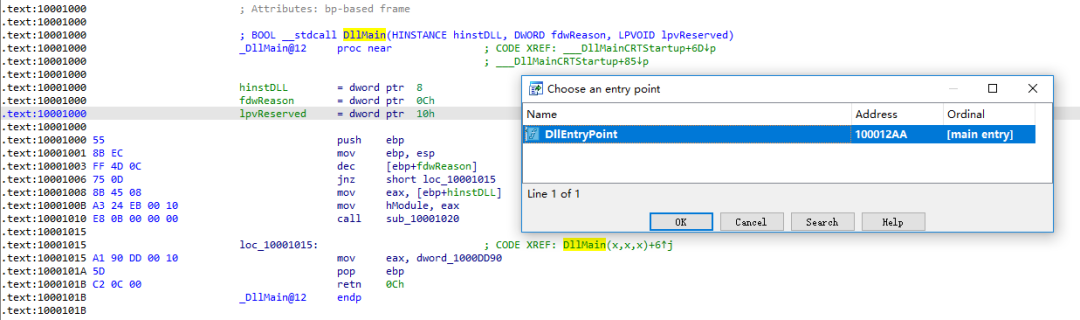 .text:10001000 ; Attributes: bp-based frame
.text:10001000
.text:10001000 ; BOOL __stdcall DllMain(HINSTANCE hinstDLL, DWORD fdwReason, LPVOID lpvReserved)
.text:10001000 _DllMain@12 proc near ; CODE XREF: ___DllMainCRTStartup+6D↓p
.text:10001000 ; ___DllMainCRTStartup+85↓p
.text:10001000
.text:10001000 hinstDLL = dword ptr 8
.text:10001000 fdwReason = dword ptr 0Ch
.text:10001000 lpvReserved = dword ptr 10h
.text:10001000
.text:10001000 55 push ebp
.text:10001001 8B EC mov ebp, esp
.text:10001003 FF 4D 0C dec [ebp+fdwReason]
.text:10001006 75 0D jnz short loc_10001015
.text:10001008 8B 45 08 mov eax, [ebp+hinstDLL]
.text:1000100B A3 24 EB 00 10 mov hModule, eax
.text:10001010 E8 0B 00 00 00 call sub_10001020
.text:10001015
.text:10001015 loc_10001015: ; CODE XREF: DllMain(x,x,x)+6↑j
.text:10001015 A1 90 DD 00 10 mov eax, dword_1000DD90
.text:1000101A 5D pop ebp
.text:1000101B C2 0C 00 retn 0Ch
.text:1000101B _DllMain@12 endp
.text:1000101B
Choose an entry point
Name Address Ordinal
DllEntryPoint 100012AA [main entry]
Line 1 of 1
OK Cancel Search Help